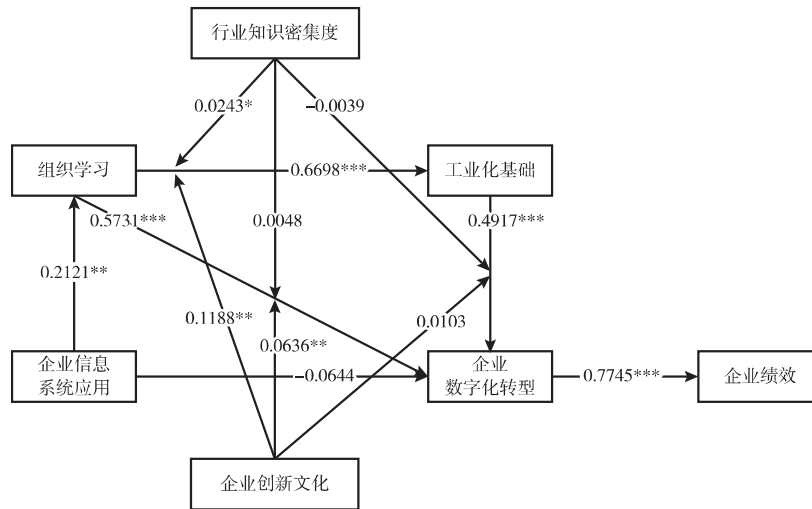 行业知识密集度
0.0243*
-0.0039
组织学习
0.6698***
工业化基础
0.5731***
0.0048
0.4917***
0.2121**
0.1188**
0.0636**
0.0103
企业信息
系统应用
-0.0644
企业
数字化转型
0.7745***
企业绩效
企业创新文化